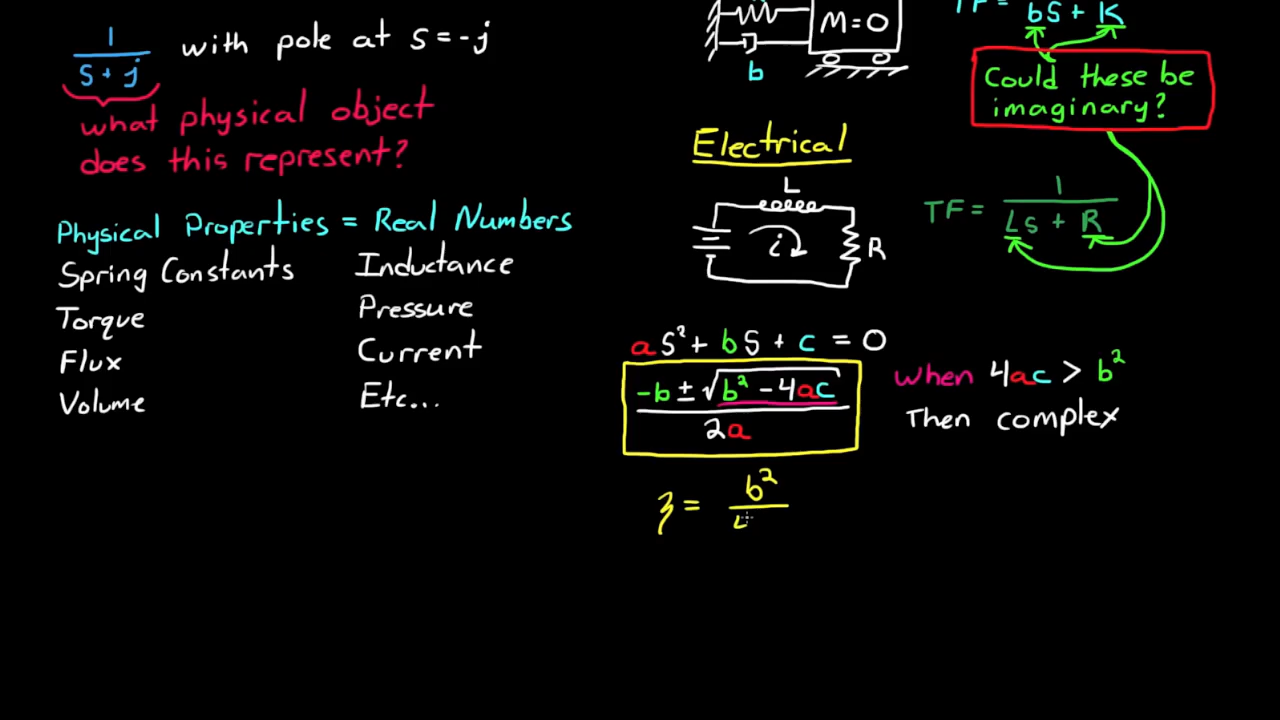 1
S + j
with pole at s = -j
what physical object
does this represent?
Physical Properties = Real Numbers
Spring Constants
Torque
Flux
Volume
Inductance
Pressure
Current
Etc...
M=0
b
TF =
bS + K
Could these be
imaginary?
Electrical
L
i
R
TF = 1
Ls + R
aS² + bS + c = 0
-b ± √b² - 4ac
2a
When 4ac > b²
Then complex
ζ = b²